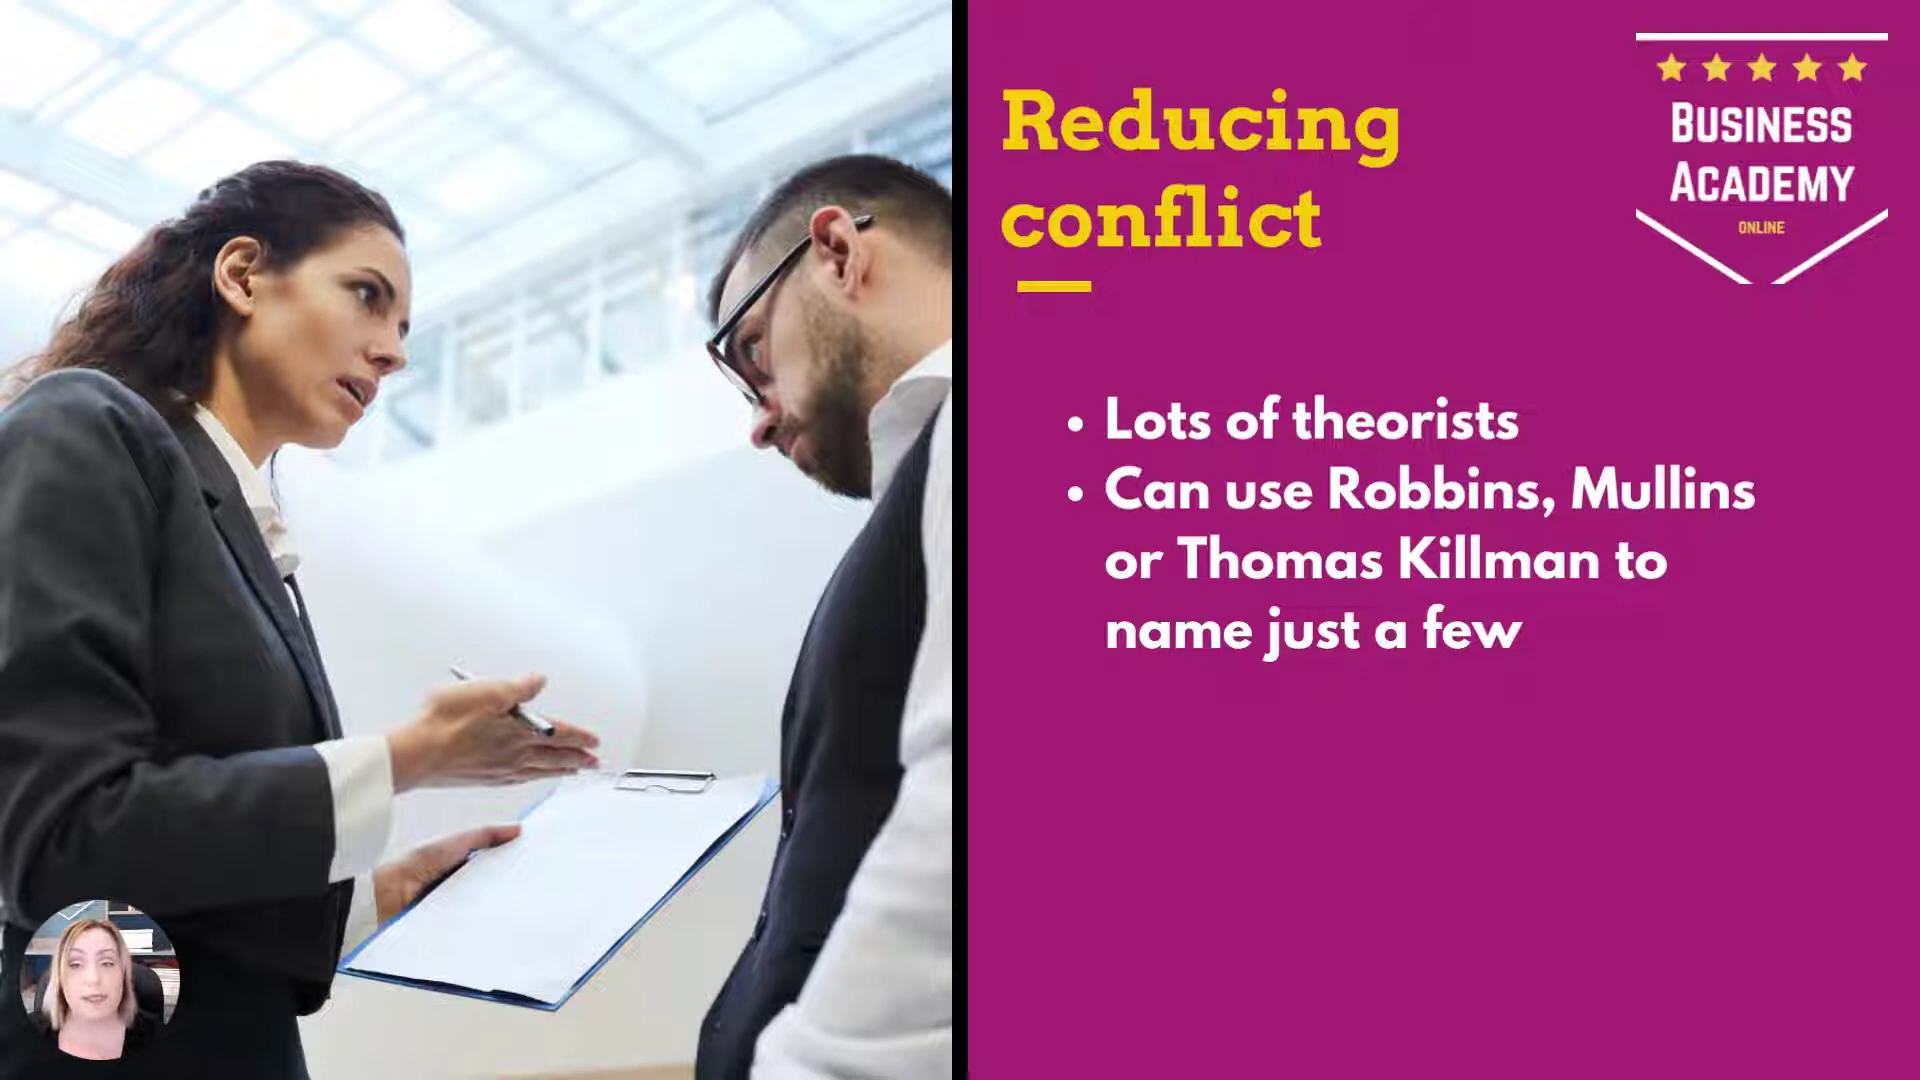 Reducing
conflict
BUSINESS
ACADEMY
ONLINE
• Lots of theorists
• Can use Robbins, Mullins
or Thomas Killman to
name just a few